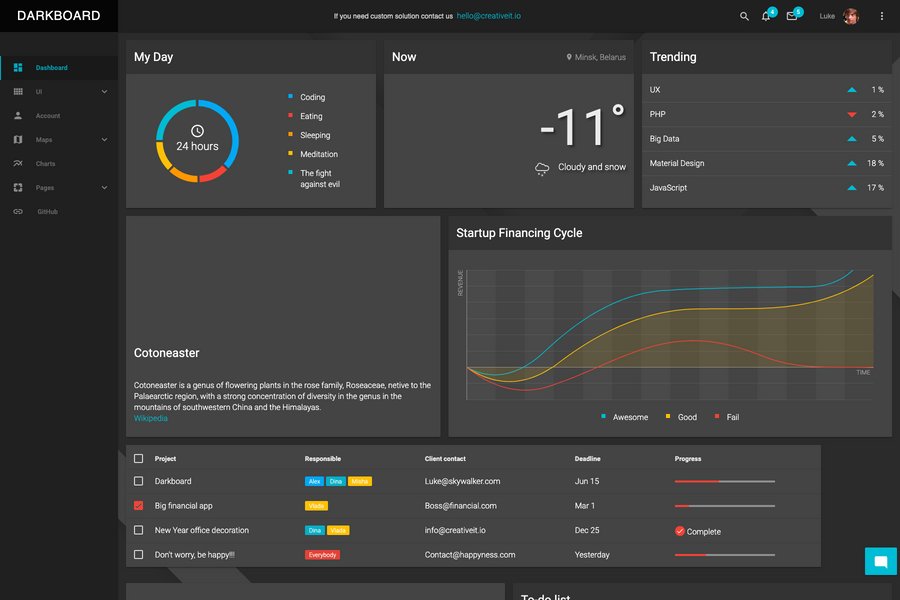 DARKBOARD
If you need custom solution contact us hello@creativeit.io
4
5
Luke
Dashboard
UI
Account
Maps
Charts
Pages
GitHub
My Day
24 hours
Coding
Eating
Sleeping
Meditation
The fight
against evil
Now
Minsk, Belarus
-11°
Cloudy and snow
Trending
UX 1 %
PHP 2 %
Big Data 5 %
Material Design 18 %
JavaScript 17 %
Cotoneaster
Cotoneaster is a genus of flowering plants in the rose family, Roseaceae, netive to the
Palaearctic region, with a strong concentration of diversity in the genus in the
mountains of southwestern China and the Himalayas.
Wikipedia
Startup Financing Cycle
REVENUE
TIME
Awesome Good Fail
Project Responsible Client contact Deadline Progress
Darkboard Alex Dina Misha Luke@skywalker.com Jun 15
Big financial app Vlada Boss@financial.com Mar 1
New Year office decoration Dina Vlada info@creativeit.io Dec 25 Complete
Don't worry, be happy!!! Everybody Contact@happyness.com Yesterday
To-do list